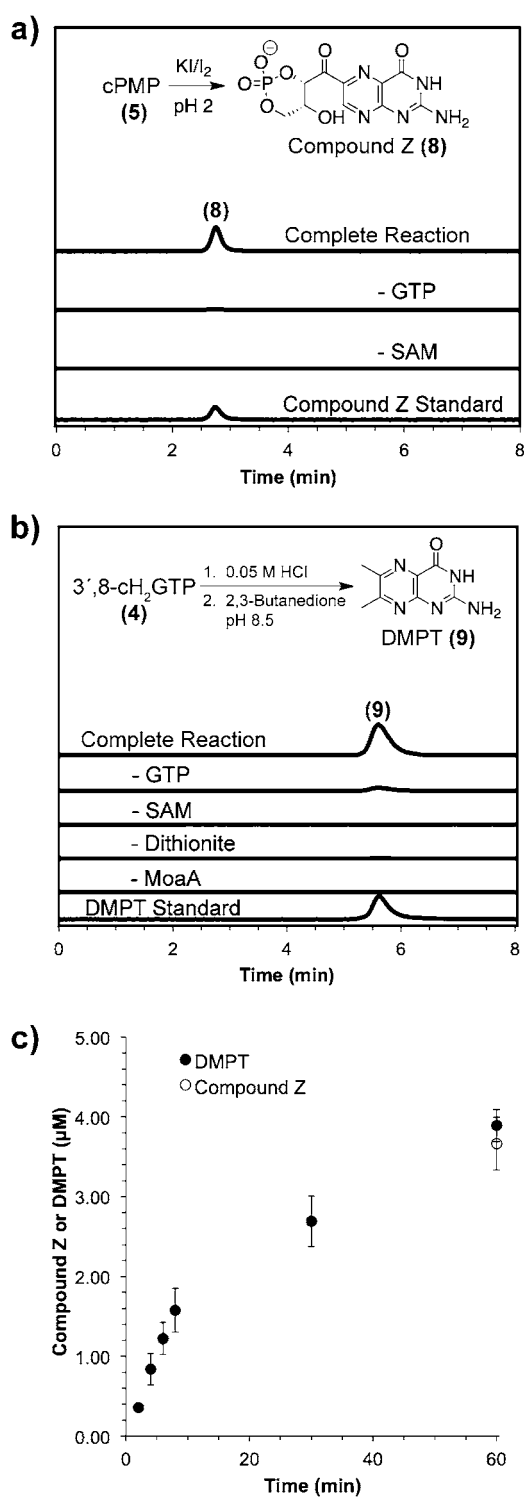 a)
cPMP
(5)
KI/I2
pH 2
⊖
O
O
O
P
O
O
OH
N
N
O
NH
N
NH2
Compound Z (8)
(8)
Complete Reaction
- GTP
- SAM
Compound Z Standard
0 2 4 6 8
Time (min)
b)
3´,8-cH2GTP
(4)
1. 0.05 M HCl
2. 2,3-Butanedione
pH 8.5
O
N
NH
N
N
NH2
DMPT (9)
(9)
Complete Reaction
- GTP
- SAM
- Dithionite
- MoaA
DMPT Standard
0 2 4 6 8
Time (min)
c)
5.00
4.00
3.00
2.00
1.00
0.00
Compound Z or DMPT (µM)
DMPT
Compound Z
0 20 40 60
Time (min)